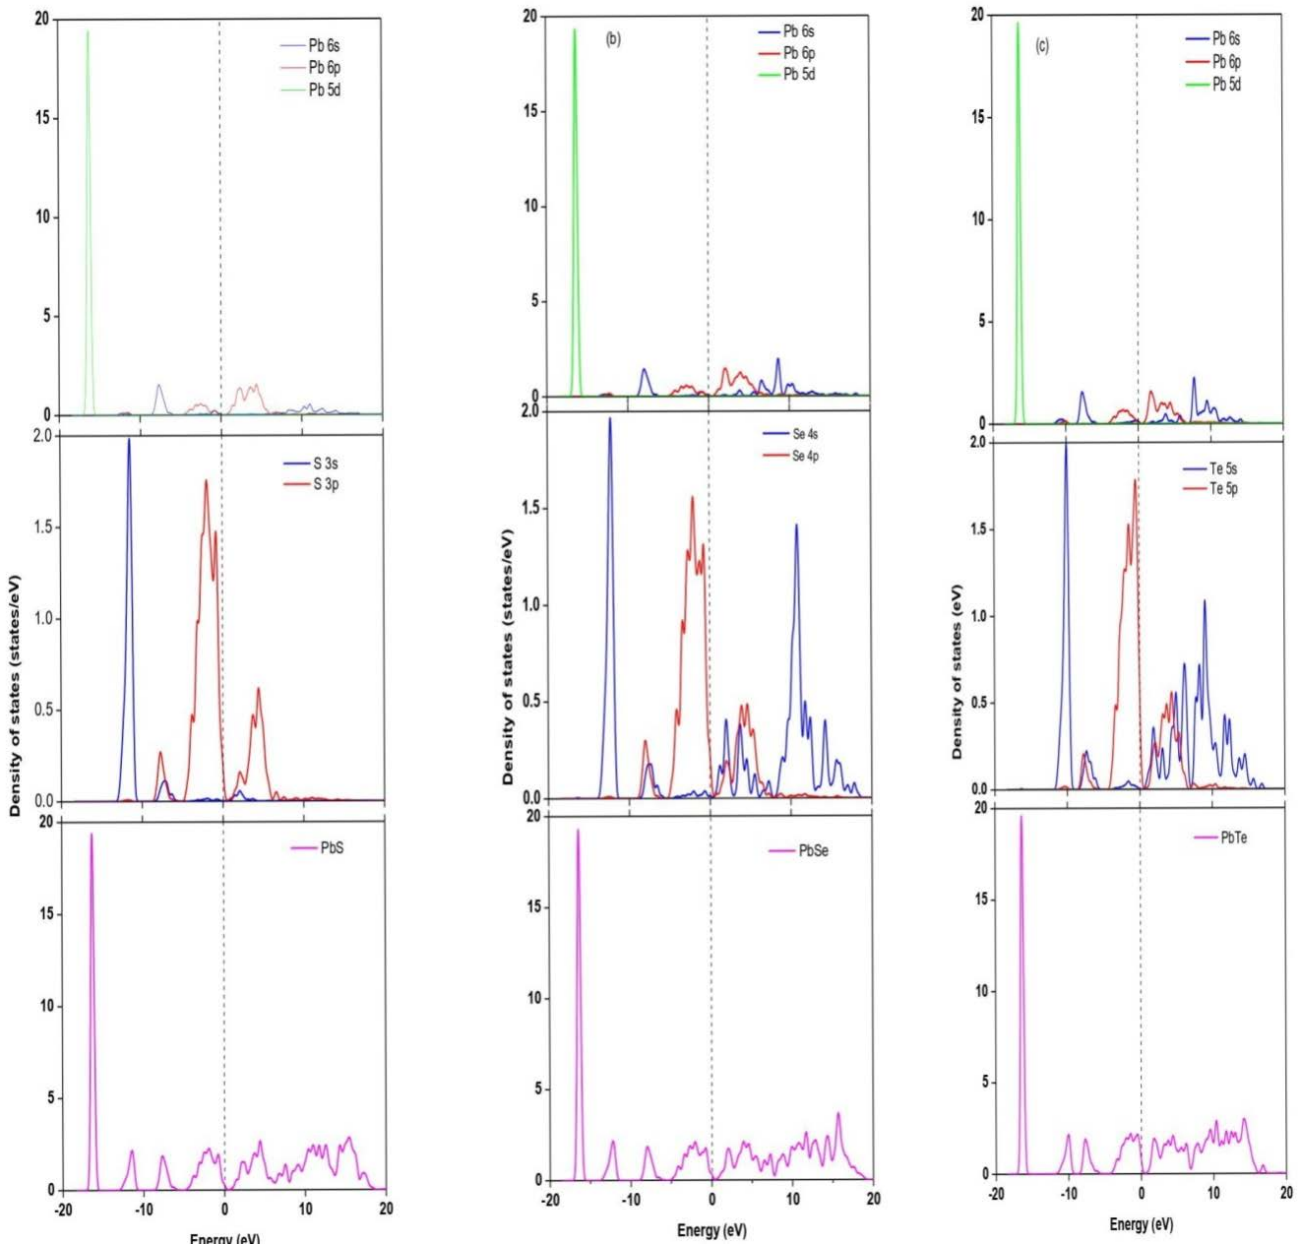 20
15
10
5
0
Pb 6s
Pb 6p
Pb 5d
2.0
1.5
1.0
0.5
0.0
S 3s
S 3p
Density of states (states/eV)
20
15
10
5
0
PbS
-20 -10 0 10 20
Energy (eV)
(b)
20
15
10
5
0
Pb 6s
Pb 6p
Pb 5d
2.0
1.5
1.0
0.5
0.0
Se 4s
Se 4p
Density of states (states/eV)
20
15
10
5
0
PbSe
-20 -10 0 10 20
Energy (eV)
(c)
20
15
10
5
0
Pb 6s
Pb 6p
Pb 5d
2.0
1.5
1.0
0.5
0.0
Te 5s
Te 5p
Density of states (eV)
20
15
10
5
0
PbTe
-20 -10 0 10 20
Energy (eV)